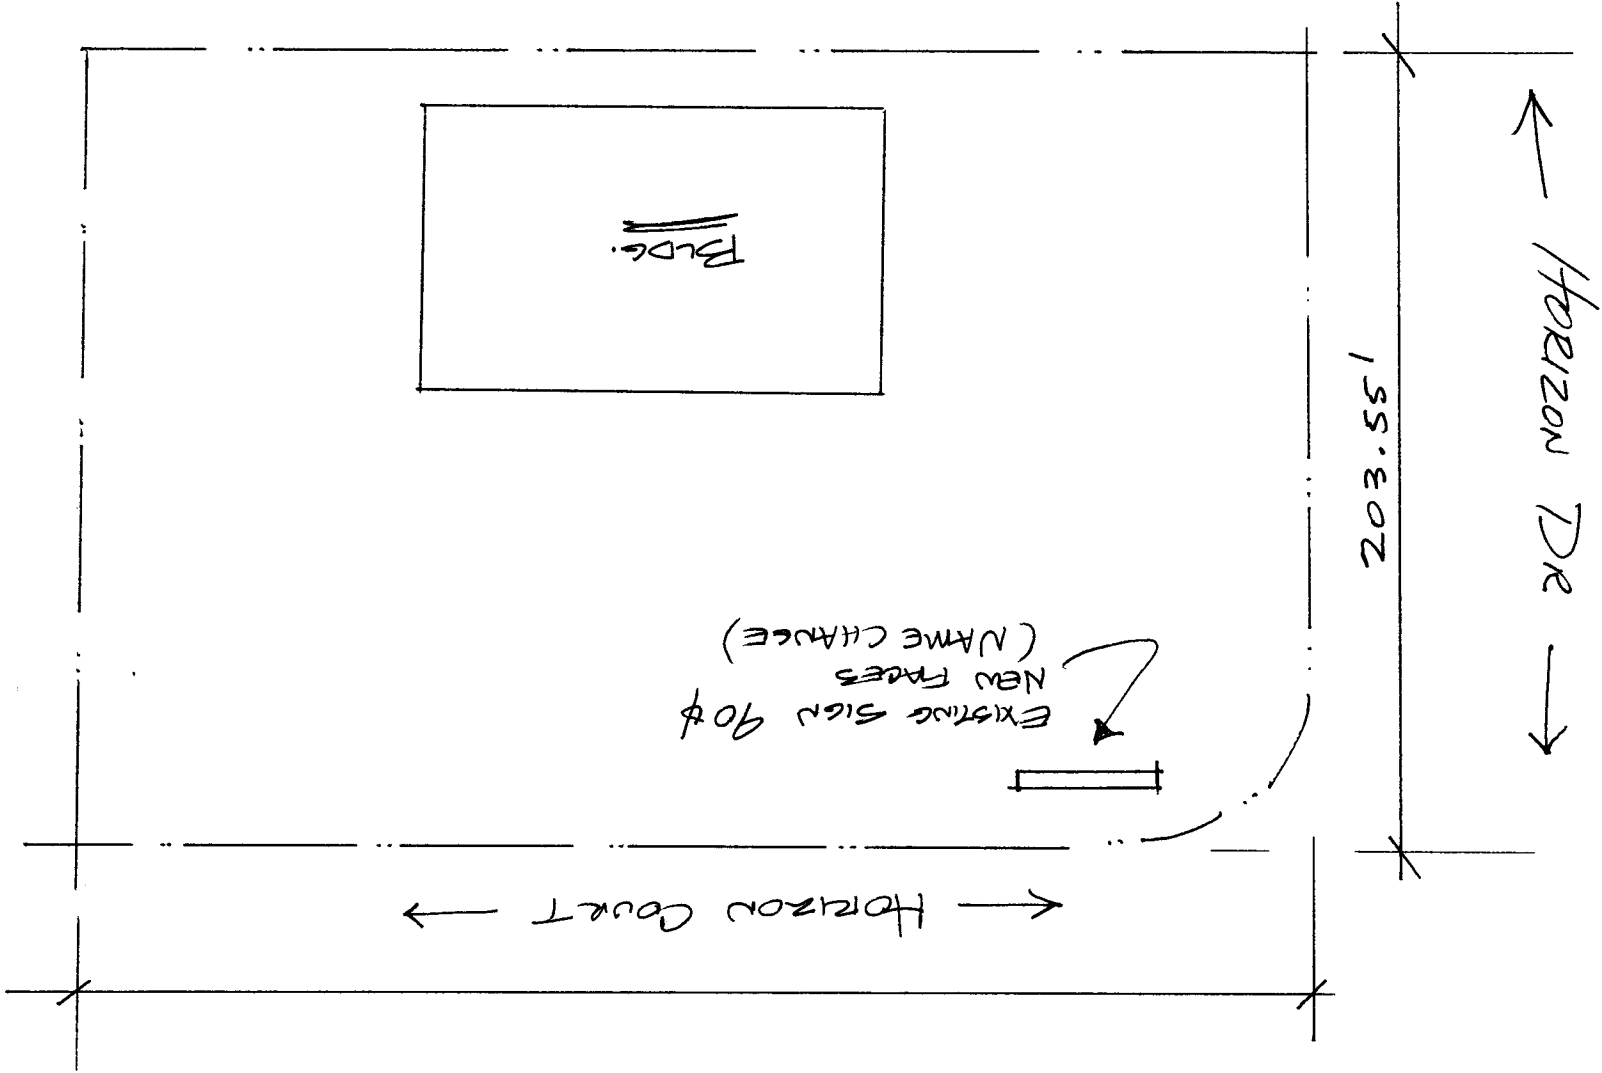 BLDG.
EXISTING SIGN 90⌀
NEW FACES
(NAME CHANGE)
HORIZON COURT
203.55'
HORIZON DR